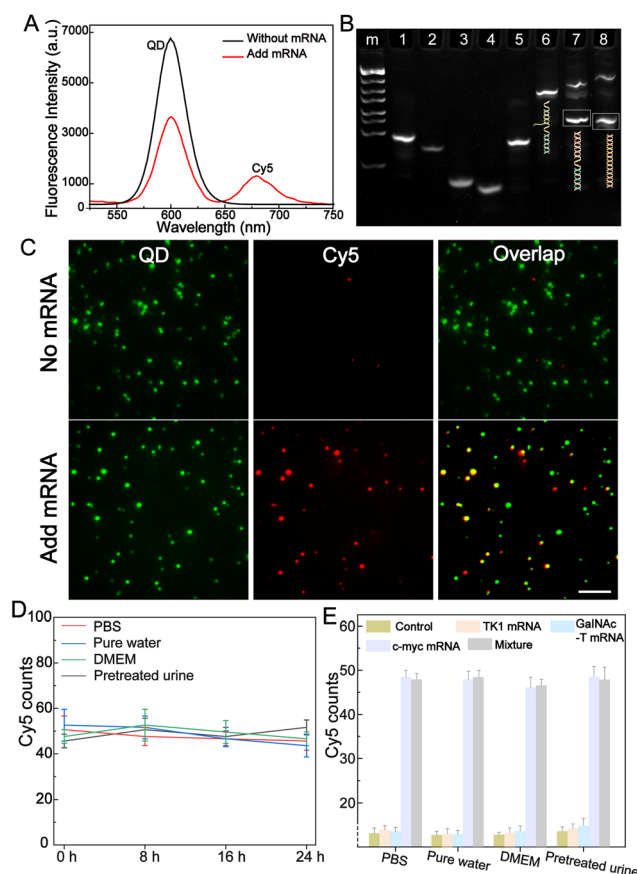 A
Fluorescence Intensity (a.u.)
7000
5000
3000
1000
0
QD
Without mRNA
Add mRNA
Cy5
550
600
650
700
750
Wavelength (nm)
B
m
1
2
3
4
5
6
7
8
C
QD
Cy5
Overlap
No mRNA
Add mRNA
D
Cy5 counts
100
80
60
40
20
0
PBS
Pure water
DMEM
Pretreated urine
0 h
8 h
16 h
24 h
E
Cy5 counts
60
50
40
30
20
Control
TK1 mRNA
GalNAc
-T mRNA
c-myc mRNA
Mixture
PBS
Pure water
DMEM
Pretreated urine